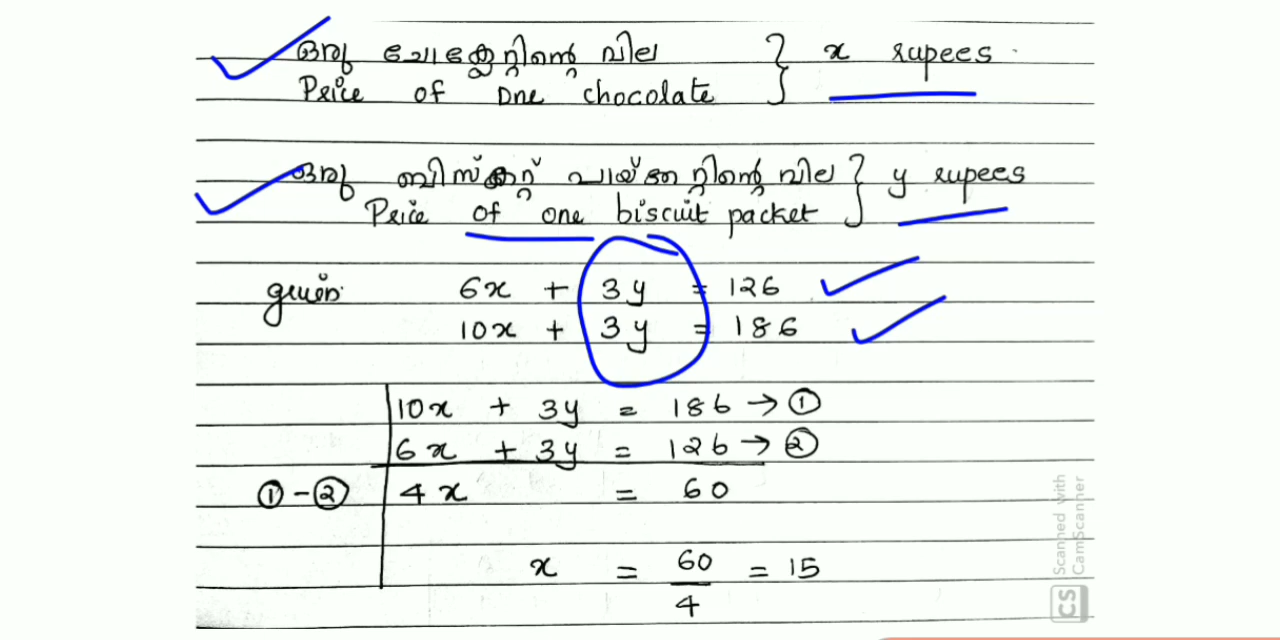 ഒരു ചോക്ലേറ്റിന്റെ വില } x rupees
Price of one chocolate
ഒരു ബിസ്ക്കറ്റ് പായ്ക്കറ്റിന്റെ വില } y rupees
Price of one biscuit packet
6x + 3y = 126
10x + 3y = 186
10x + 3y = 186 → ①
6x + 3y = 126 → ②
① - ② 4x = 60
x = 60/4 = 15
Scanned with
CamScanner
CS